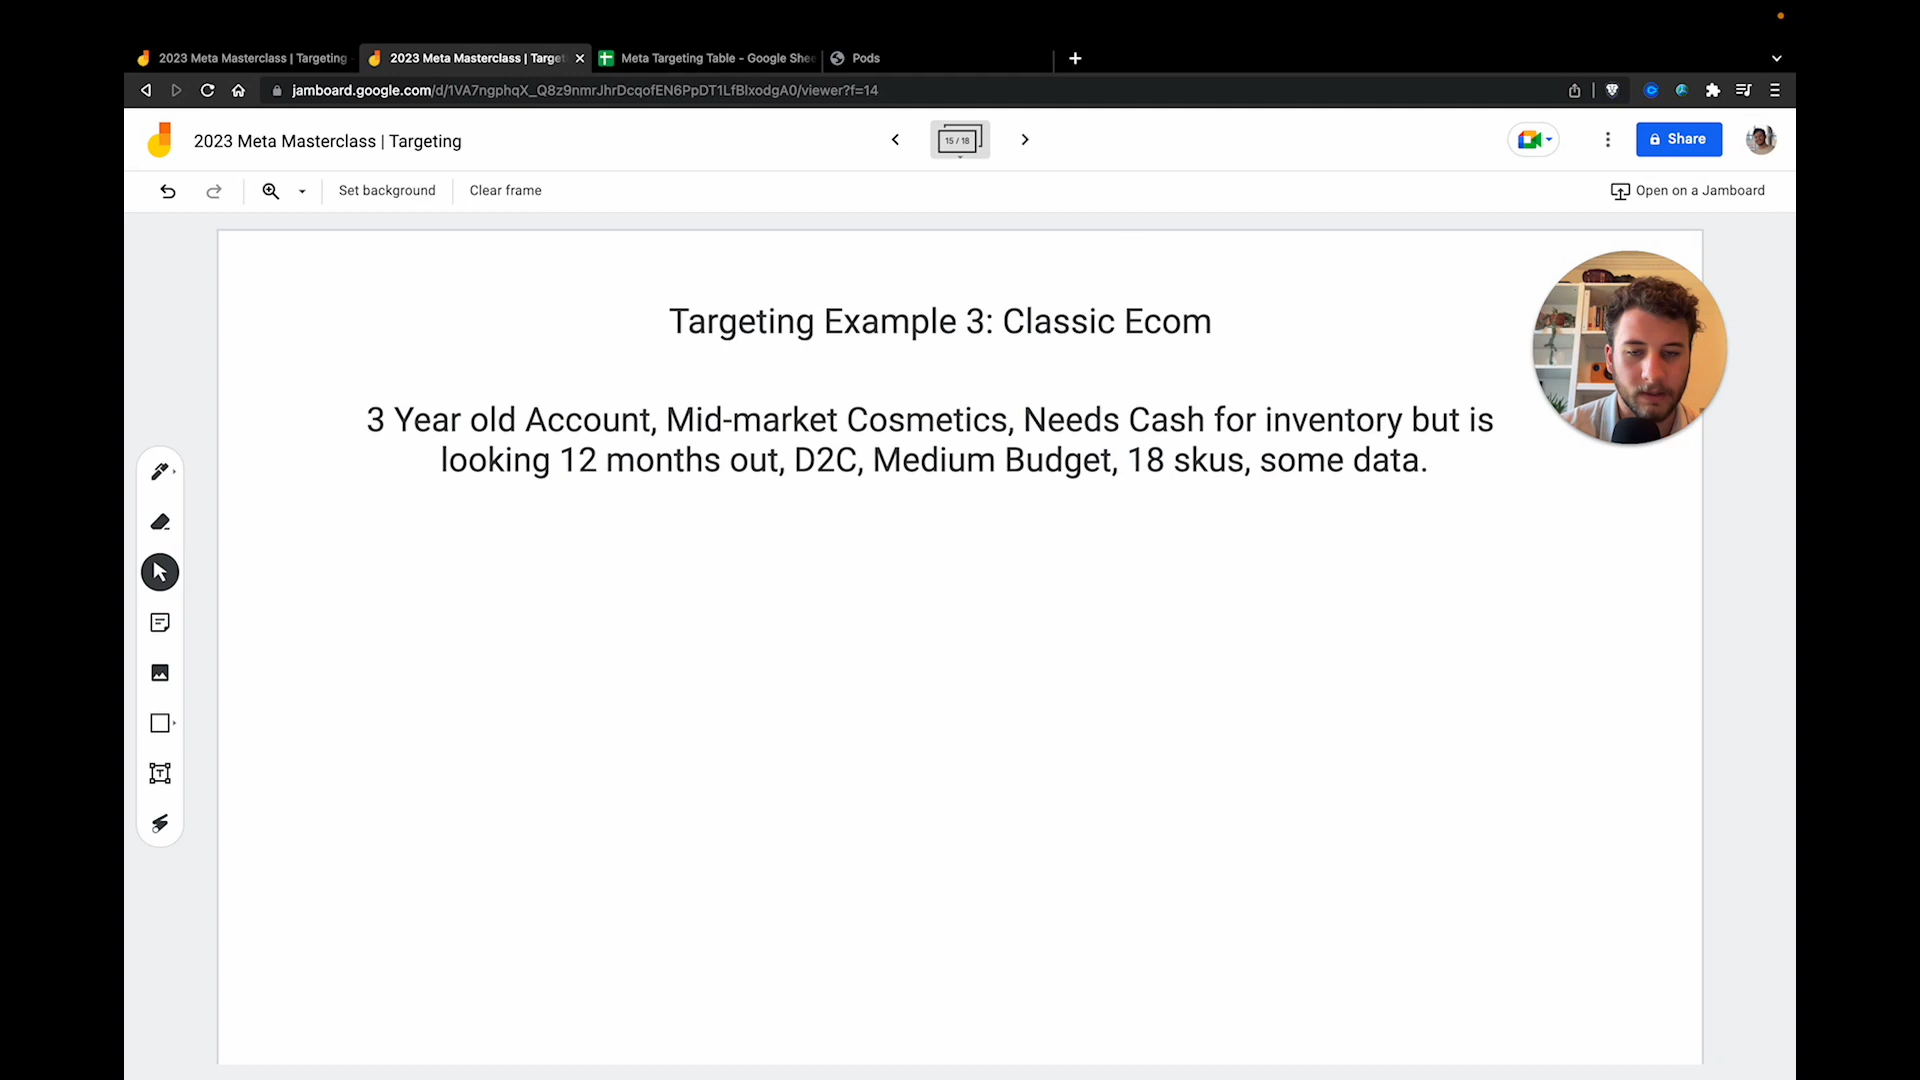 2023 Meta Masterclass | Targeting
2023 Meta Masterclass | Target
Meta Targeting Table - Google Shee
Pods
jamboard.google.com/d/1VA7ngphqX_Q8z9nmrJhrDcqofEN6PpDT1LfBlxodgA0/viewer?f=14
2023 Meta Masterclass | Targeting
15 / 18
Share
Set background
Clear frame
Open on a Jamboard
Targeting Example 3: Classic Ecom
3 Year old Account, Mid-market Cosmetics, Needs Cash for inventory but is
looking 12 months out, D2C, Medium Budget, 18 skus, some data.